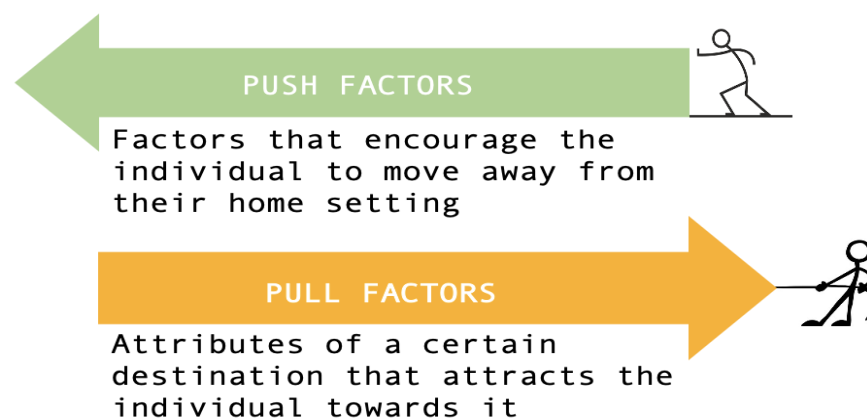 PUSH FACTORS
Factors that encourage the
individual to move away from
their home setting
PULL FACTORS
Attributes of a certain
destination that attracts the
individual towards it